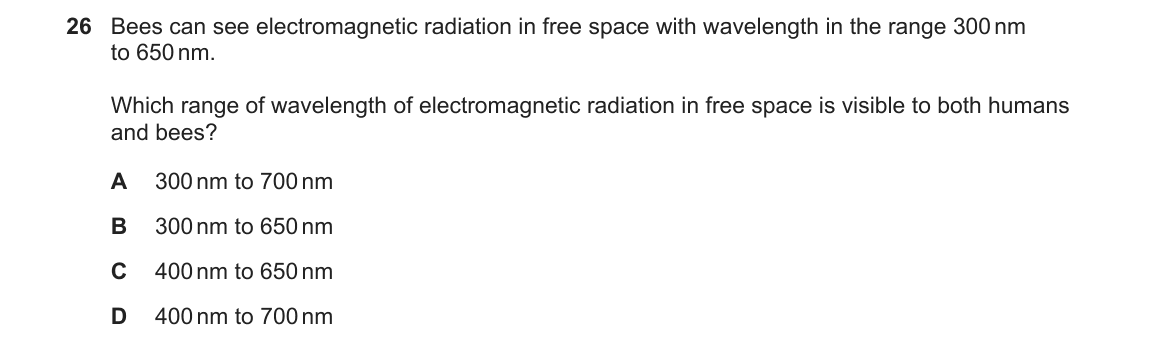 26 Bees can see electromagnetic radiation in free space with wavelength in the range 300 nm
to 650 nm.
Which range of wavelength of electromagnetic radiation in free space is visible to both humans
and bees?
A 300 nm to 700 nm
B 300 nm to 650 nm
C 400 nm to 650 nm
D 400 nm to 700 nm